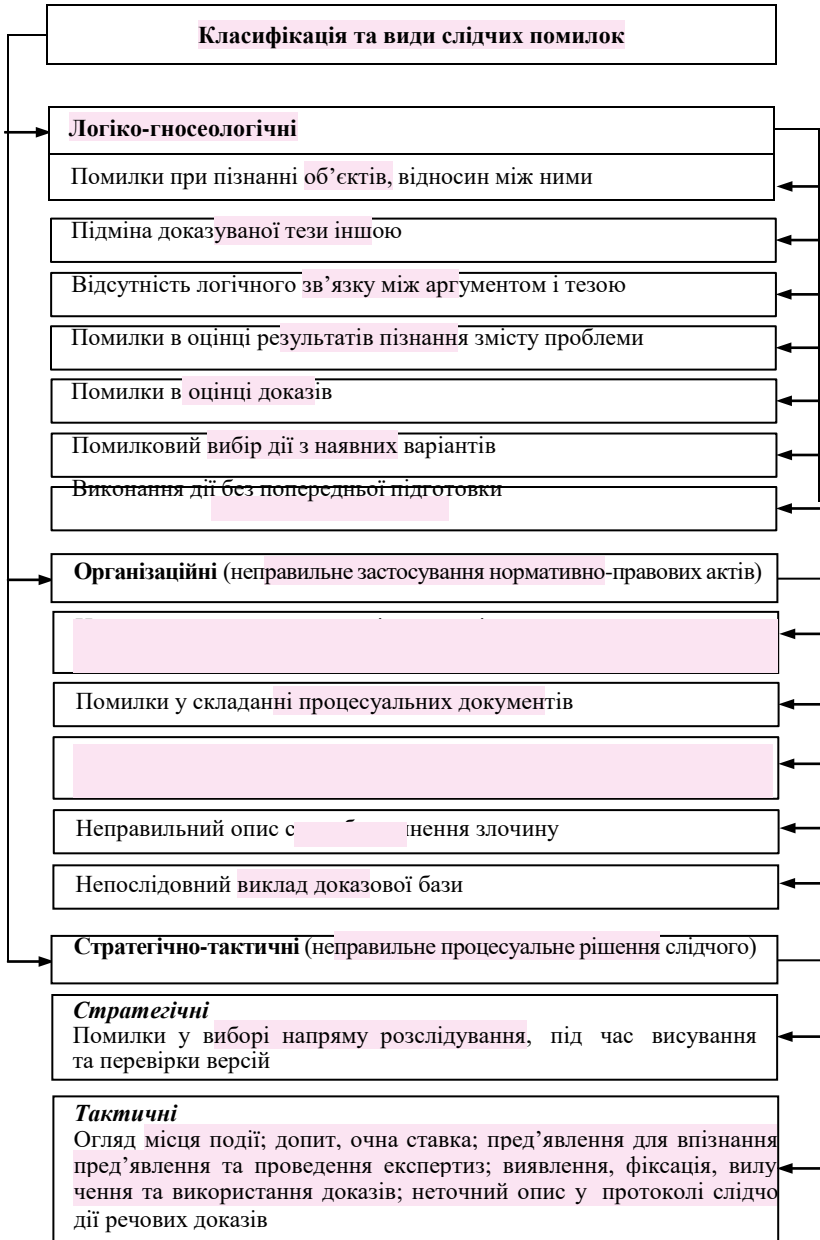 Класифікація та види слідчих помилок
Логіко-гносеологічні
Помилки при пізнанні об’єктів, відносин між ними
Підміна доказуваної тези іншою
Відсутність логічного зв’язку між аргументом і тезою
Помилки в оцінці результатів пізнання змісту проблеми
Помилки в оцінці доказів
Помилковий вибір дії з наявних варіантів
Виконання дії без попередньої підготовки
Організаційні (неправильне застосування нормативно-правових актів)
Помилки у складанні процесуальних документів
Неправильний опис злочину
Непослідовний виклад доказової бази
Стратегічно-тактичні (неправильне процесуальне рішення слідчого)
Стратегічні
Помилки у виборі напряму розслідування, під час висування
та перевірки версій
Тактичні
Огляд місця події; допит, очна ставка; пред’явлення для впізнання
пред’явлення та проведення експертиз; виявлення, фіксація, вилу
чення та використання доказів; неточний опис у протоколі слідчо
дії речових доказів